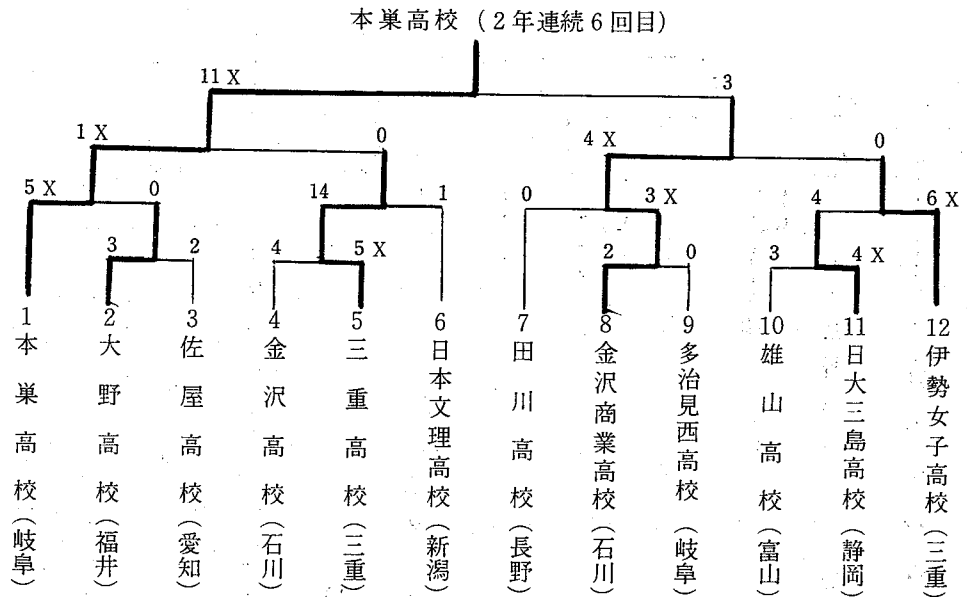 本巣高校 (2年連続6回目)
11 X
3
1 X
0
4 X
0
5 X
0
14
1
0
3 X
4
6 X
3
2
4
5 X
2
0
3
4 X
1
本巣高校(岐阜)
2
大野高校(福井)
3
佐屋高校(愛知)
4
金沢高校(石川)
5
三重高校(三重)
6
日本文理高校(新潟)
7
田川高校(長野)
8
金沢商業高校(石川)
9
多治見西高校(岐阜)
10
雄山高校(富山)
11
日大三島高校(静岡)
12
伊勢女子高校(三重)